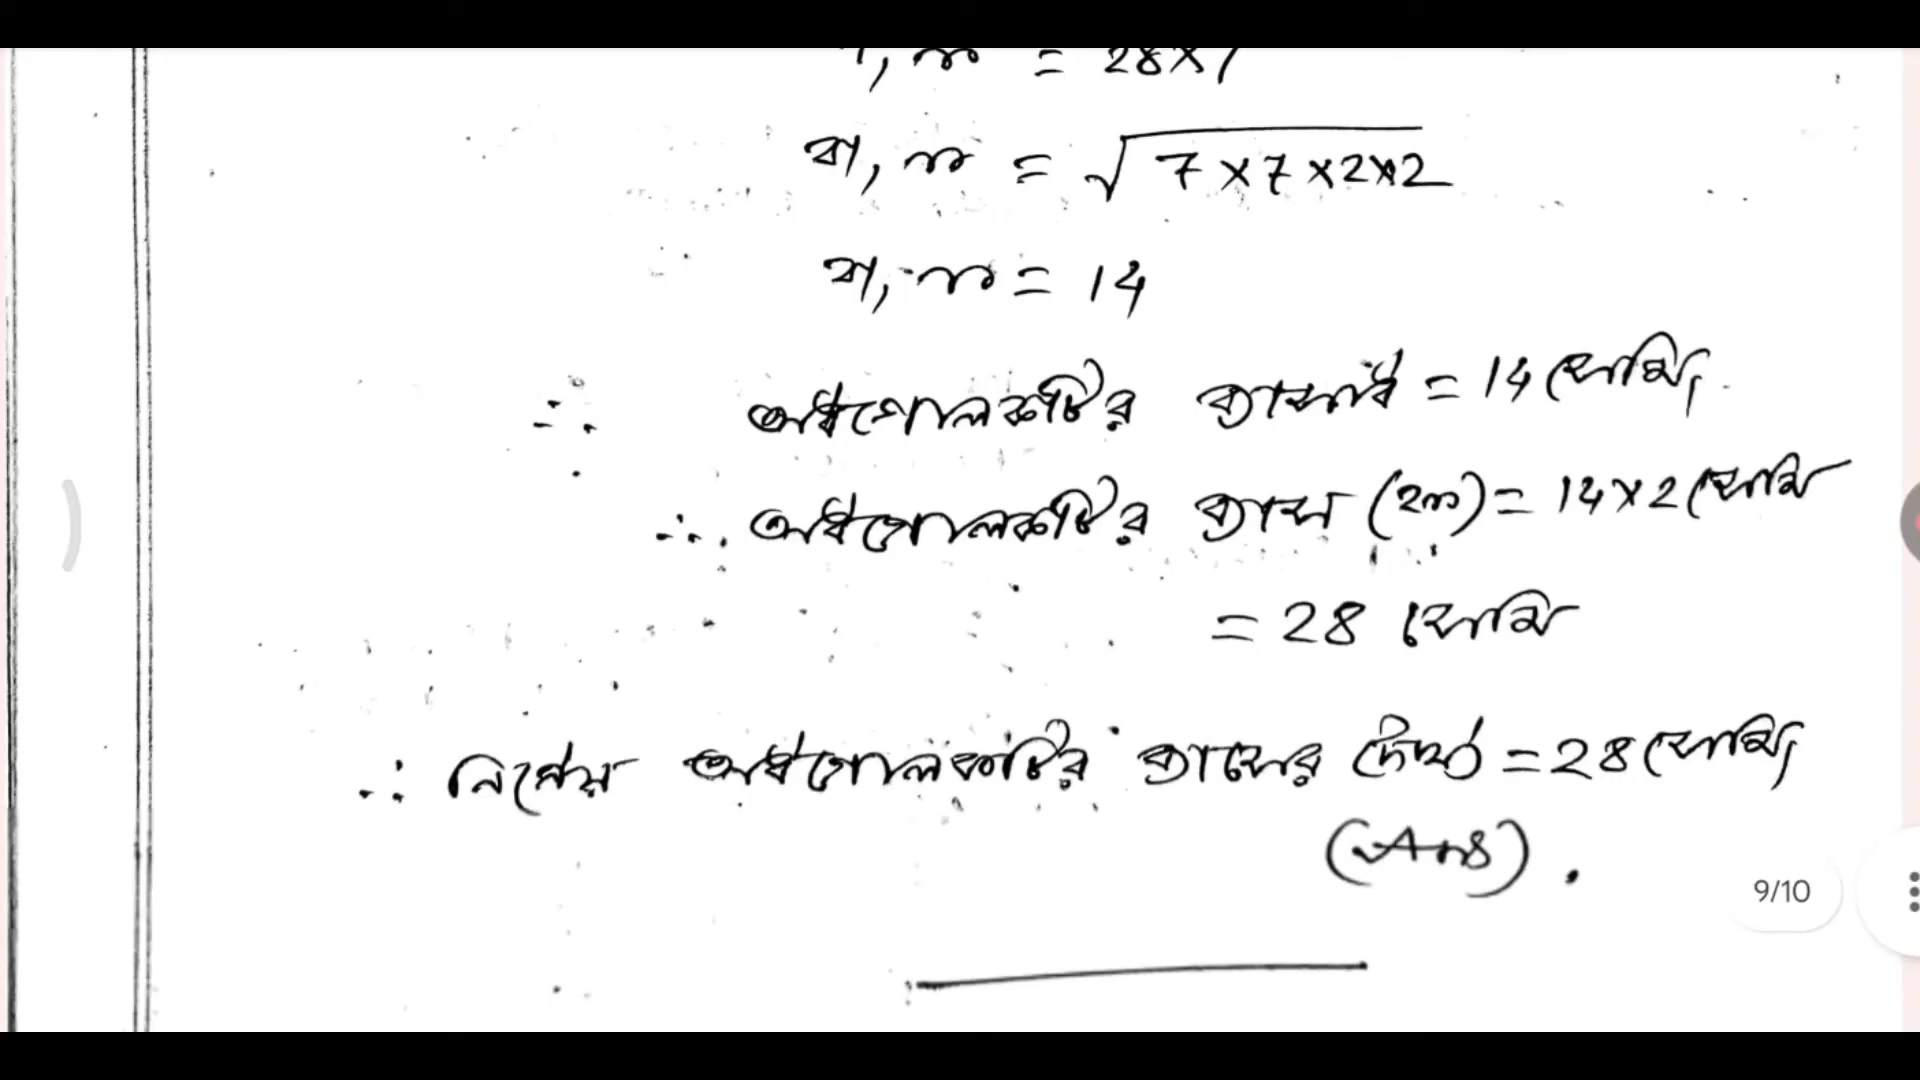 বা, r = 28×7
বা, r = √7×7×2×2
বা, r = 14
∴ অর্ধগোলকটির ব্যাসার্ধ = 14 সেমি,
∴ অর্ধগোলকটির ব্যাস (2r) = 14×2 সেমি
= 28 সেমি
∴ নির্ণেয় অর্ধগোলকটির ব্যাসের দৈর্ঘ্য = 28 সেমি,
(Ans).
9/10